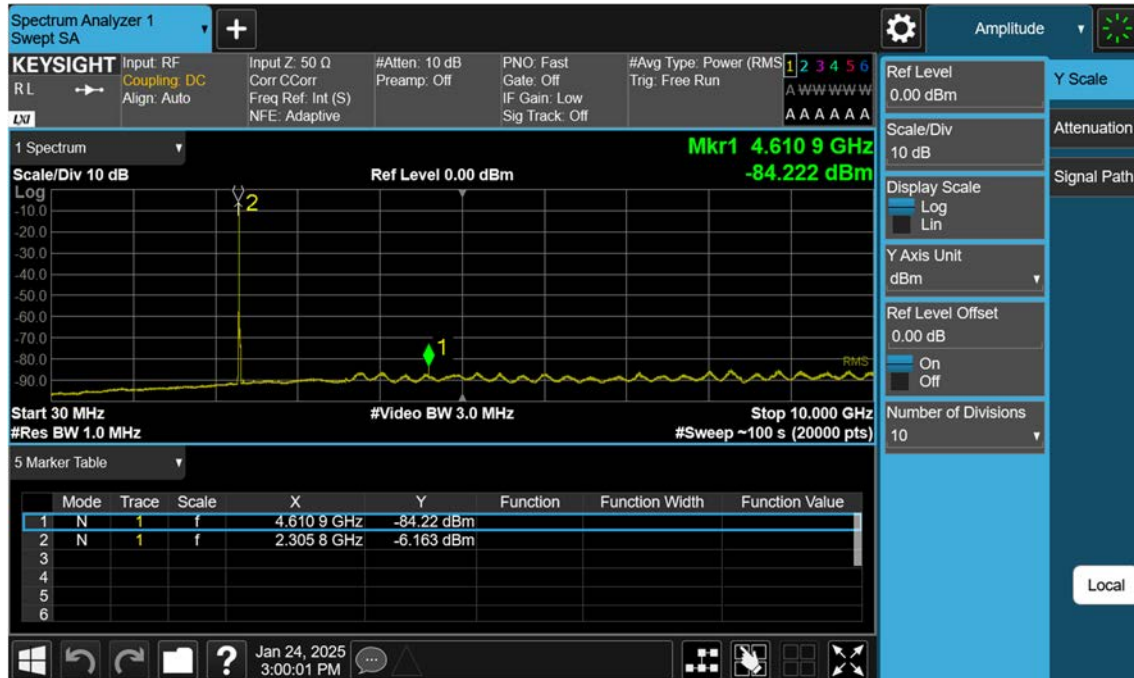 Spectrum Analyzer 1
Swept SA
+
Amplitude
KEYSIGHT
R L
LXI
Input: RF
Coupling: DC
Align: Auto
Input Z: 50 Ω
Corr CCorr
Freq Ref: Int (S)
NFE: Adaptive
#Atten: 10 dB
Preamp: Off
PNO: Fast
Gate: Off
IF Gain: Low
Sig Track: Off
#Avg Type: Power (RMS
Trig: Free Run
1 2 3 4 5 6
A W W W W W
A A A A A A
1 Spectrum
Mkr1 4.610 9 GHz
-84.222 dBm
Scale/Div 10 dB
Ref Level 0.00 dBm
Log
-10.0
-20.0
-30.0
-40.0
-50.0
-60.0
-70.0
-80.0
-90.0
2
1
RMS
Start 30 MHz
#Video BW 3.0 MHz
Stop 10.000 GHz
#Res BW 1.0 MHz
#Sweep ~100 s (20000 pts)
5 Marker Table
Mode Trace Scale X Y Function Function Width Function Value
1 N 1 f 4.610 9 GHz -84.22 dBm
2 N 1 f 2.305 8 GHz -6.163 dBm
3
4
5
6
Ref Level
0.00 dBm
Scale/Div
10 dB
Display Scale
Log
Lin
Y Axis Unit
dBm
Ref Level Offset
0.00 dB
On
Off
Number of Divisions
10
Y Scale
Attenuation
Signal Path
Local
?
Jan 24, 2025
3:00:01 PM